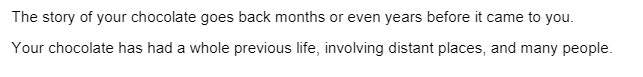 The story of your chocolate goes back months or even years before it came to you.
Your chocolate has had a whole previous life, involving distant places, and many people.